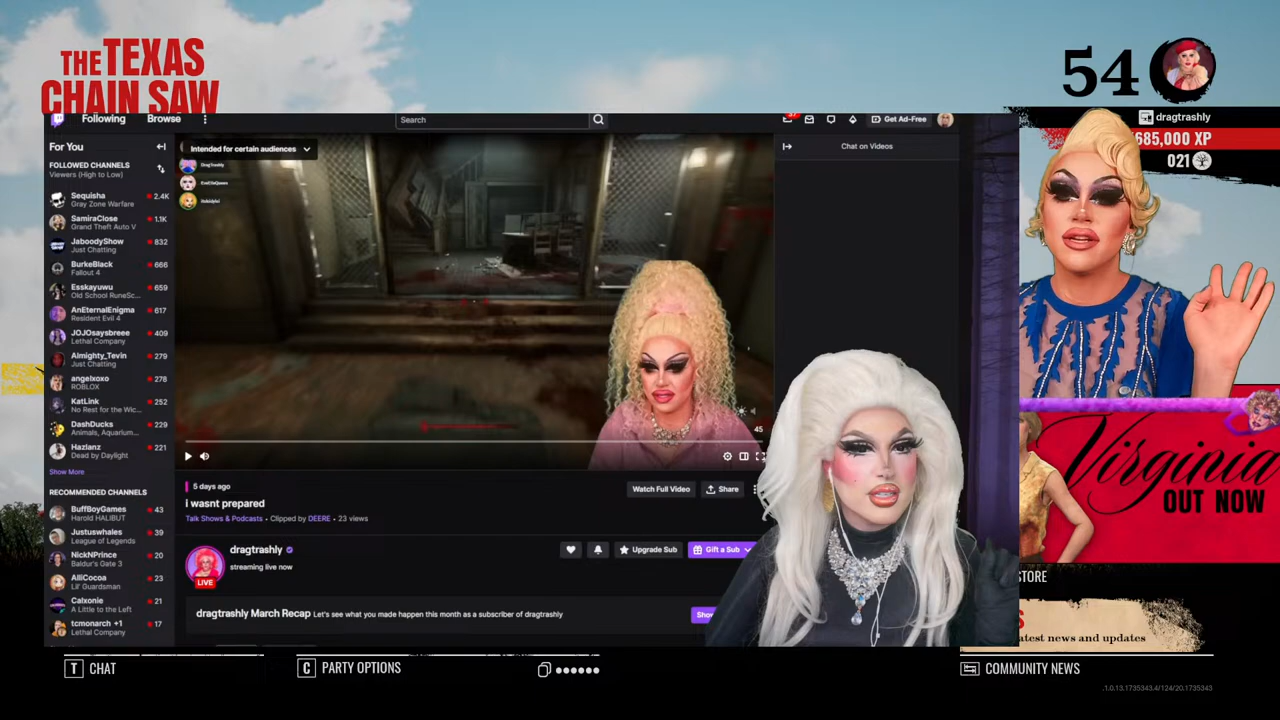 THE TEXAS
CHAIN SAW
54
dragtrashly
685,000 XP
021
Following
Browse
Search
Get Ad-Free
For You
FOLLOWED CHANNELS
Viewers (High to Low)
Sequisha 2.4K
Gray Zone Warfare
SamiraClose 1.1K
Grand Theft Auto V
JaboodyShow 832
Just Chatting
BurkeBlack 666
Fallout 4
Esskayuwu 659
Old School RuneSc...
AnEternalEnigma 617
Resident Evil 4
JOJOsaysbreee 409
Lethal Company
Almighty_Tevin 279
Just Chatting
angelxoxo 278
ROBLOX
KatLink 252
No Rest for the Wic...
DashDucks 229
Animals, Aquarium...
Hazlanz 221
Dead by Daylight
Show More
RECOMMENDED CHANNELS
BuffBoyGames 43
Harold HALIBUT
Justuswhales 39
League of Legends
NickNPrince 20
Baldur's Gate 3
AlliCocoa 23
Lil' Guardsman
Calxonie 21
A Little to the Left
tcmonarch +1 17
Lethal Company
Intended for certain audiences
45
Chat on Videos
5 days ago
i wasnt prepared
Talk Shows & Podcasts • Clipped by DEERE • 23 views
Watch Full Video
Share
dragtrashly
streaming live now
LIVE
Upgrade Sub
Gift a Sub
dragtrashly March Recap Let's see what you made happen this month as a subscriber of dragtrashly
Virginia
OUT NOW
STORE
atest news and updates
T CHAT
C PARTY OPTIONS
COMMUNITY NEWS